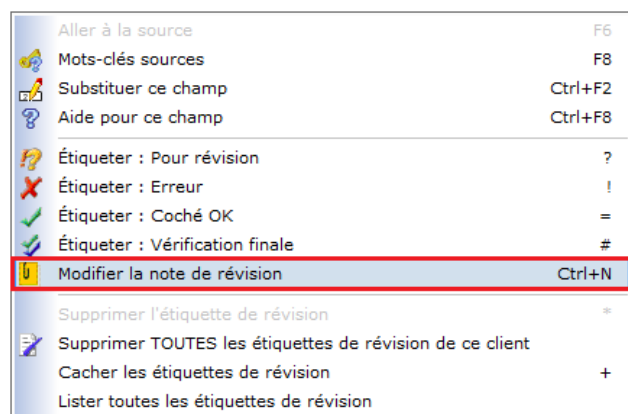 Aller à la source F6
Mots-clés sources F8
Substituer ce champ Ctrl+F2
Aide pour ce champ Ctrl+F8
Étiqueter : Pour révision ?
Étiqueter : Erreur !
Étiqueter : Coché OK =
Étiqueter : Vérification finale #
Modifier la note de révision Ctrl+N
Supprimer l'étiquette de révision *
Supprimer TOUTES les étiquettes de révision de ce client
Cacher les étiquettes de révision +
Lister toutes les étiquettes de révision